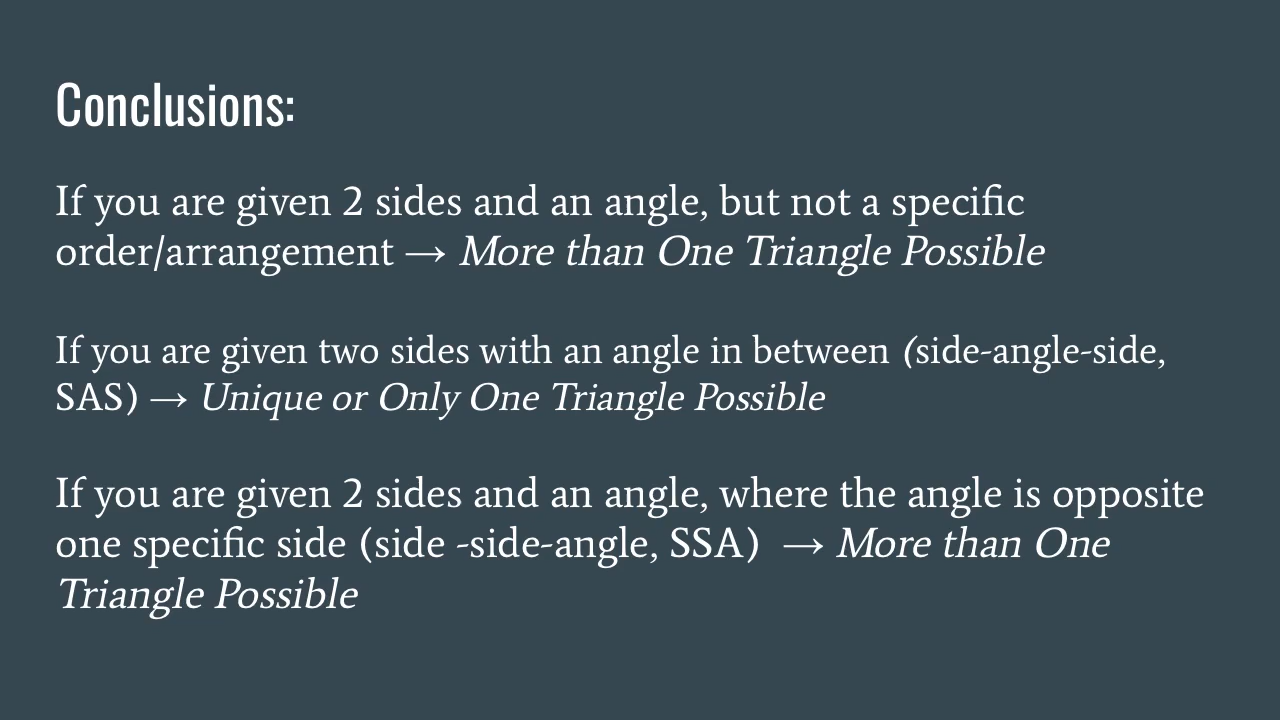 Conclusions:
If you are given 2 sides and an angle, but not a specific
order/arrangement → More than One Triangle Possible
If you are given two sides with an angle in between (side-angle-side,
SAS) → Unique or Only One Triangle Possible
If you are given 2 sides and an angle, where the angle is opposite
one specific side (side -side-angle, SSA) → More than One
Triangle Possible